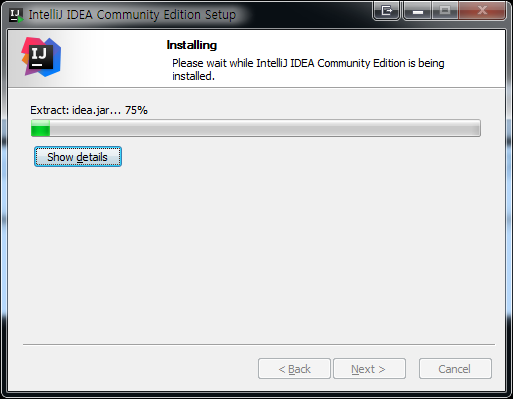 IntelliJ IDEA Community Edition Setup
IJ
Installing
Please wait while IntelliJ IDEA Community Edition is being
installed.
Extract: idea.jar... 75%
Show details
< Back
Next >
Cancel